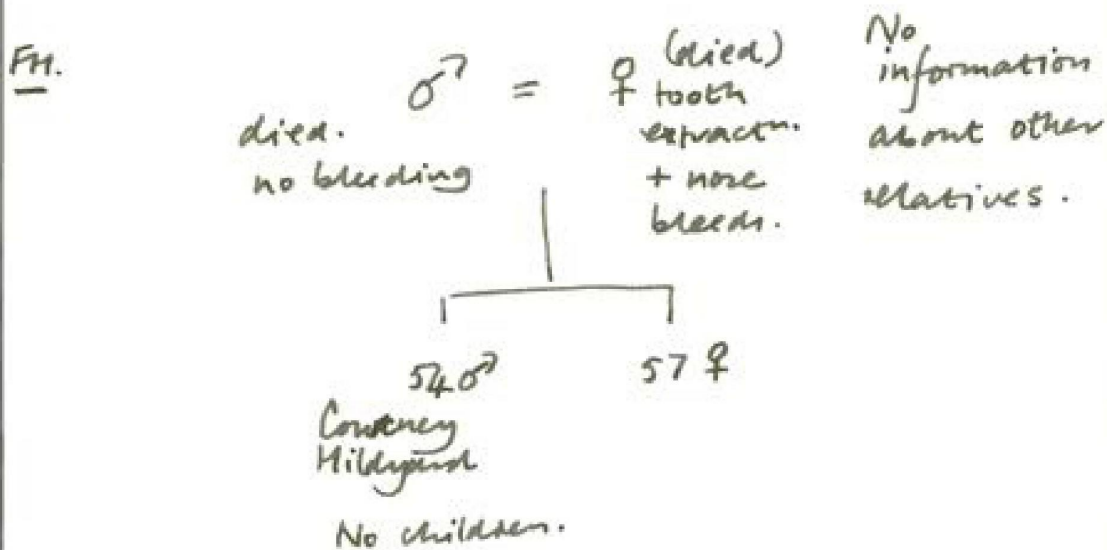 FH.
♂ = ♀ (died)
tooth
extractn.
+ nose
bleeds.
died.
no bleeding
No
information
about other
relatives.
54 ♂
Courtney
Hildyard
No children.
57 ♀